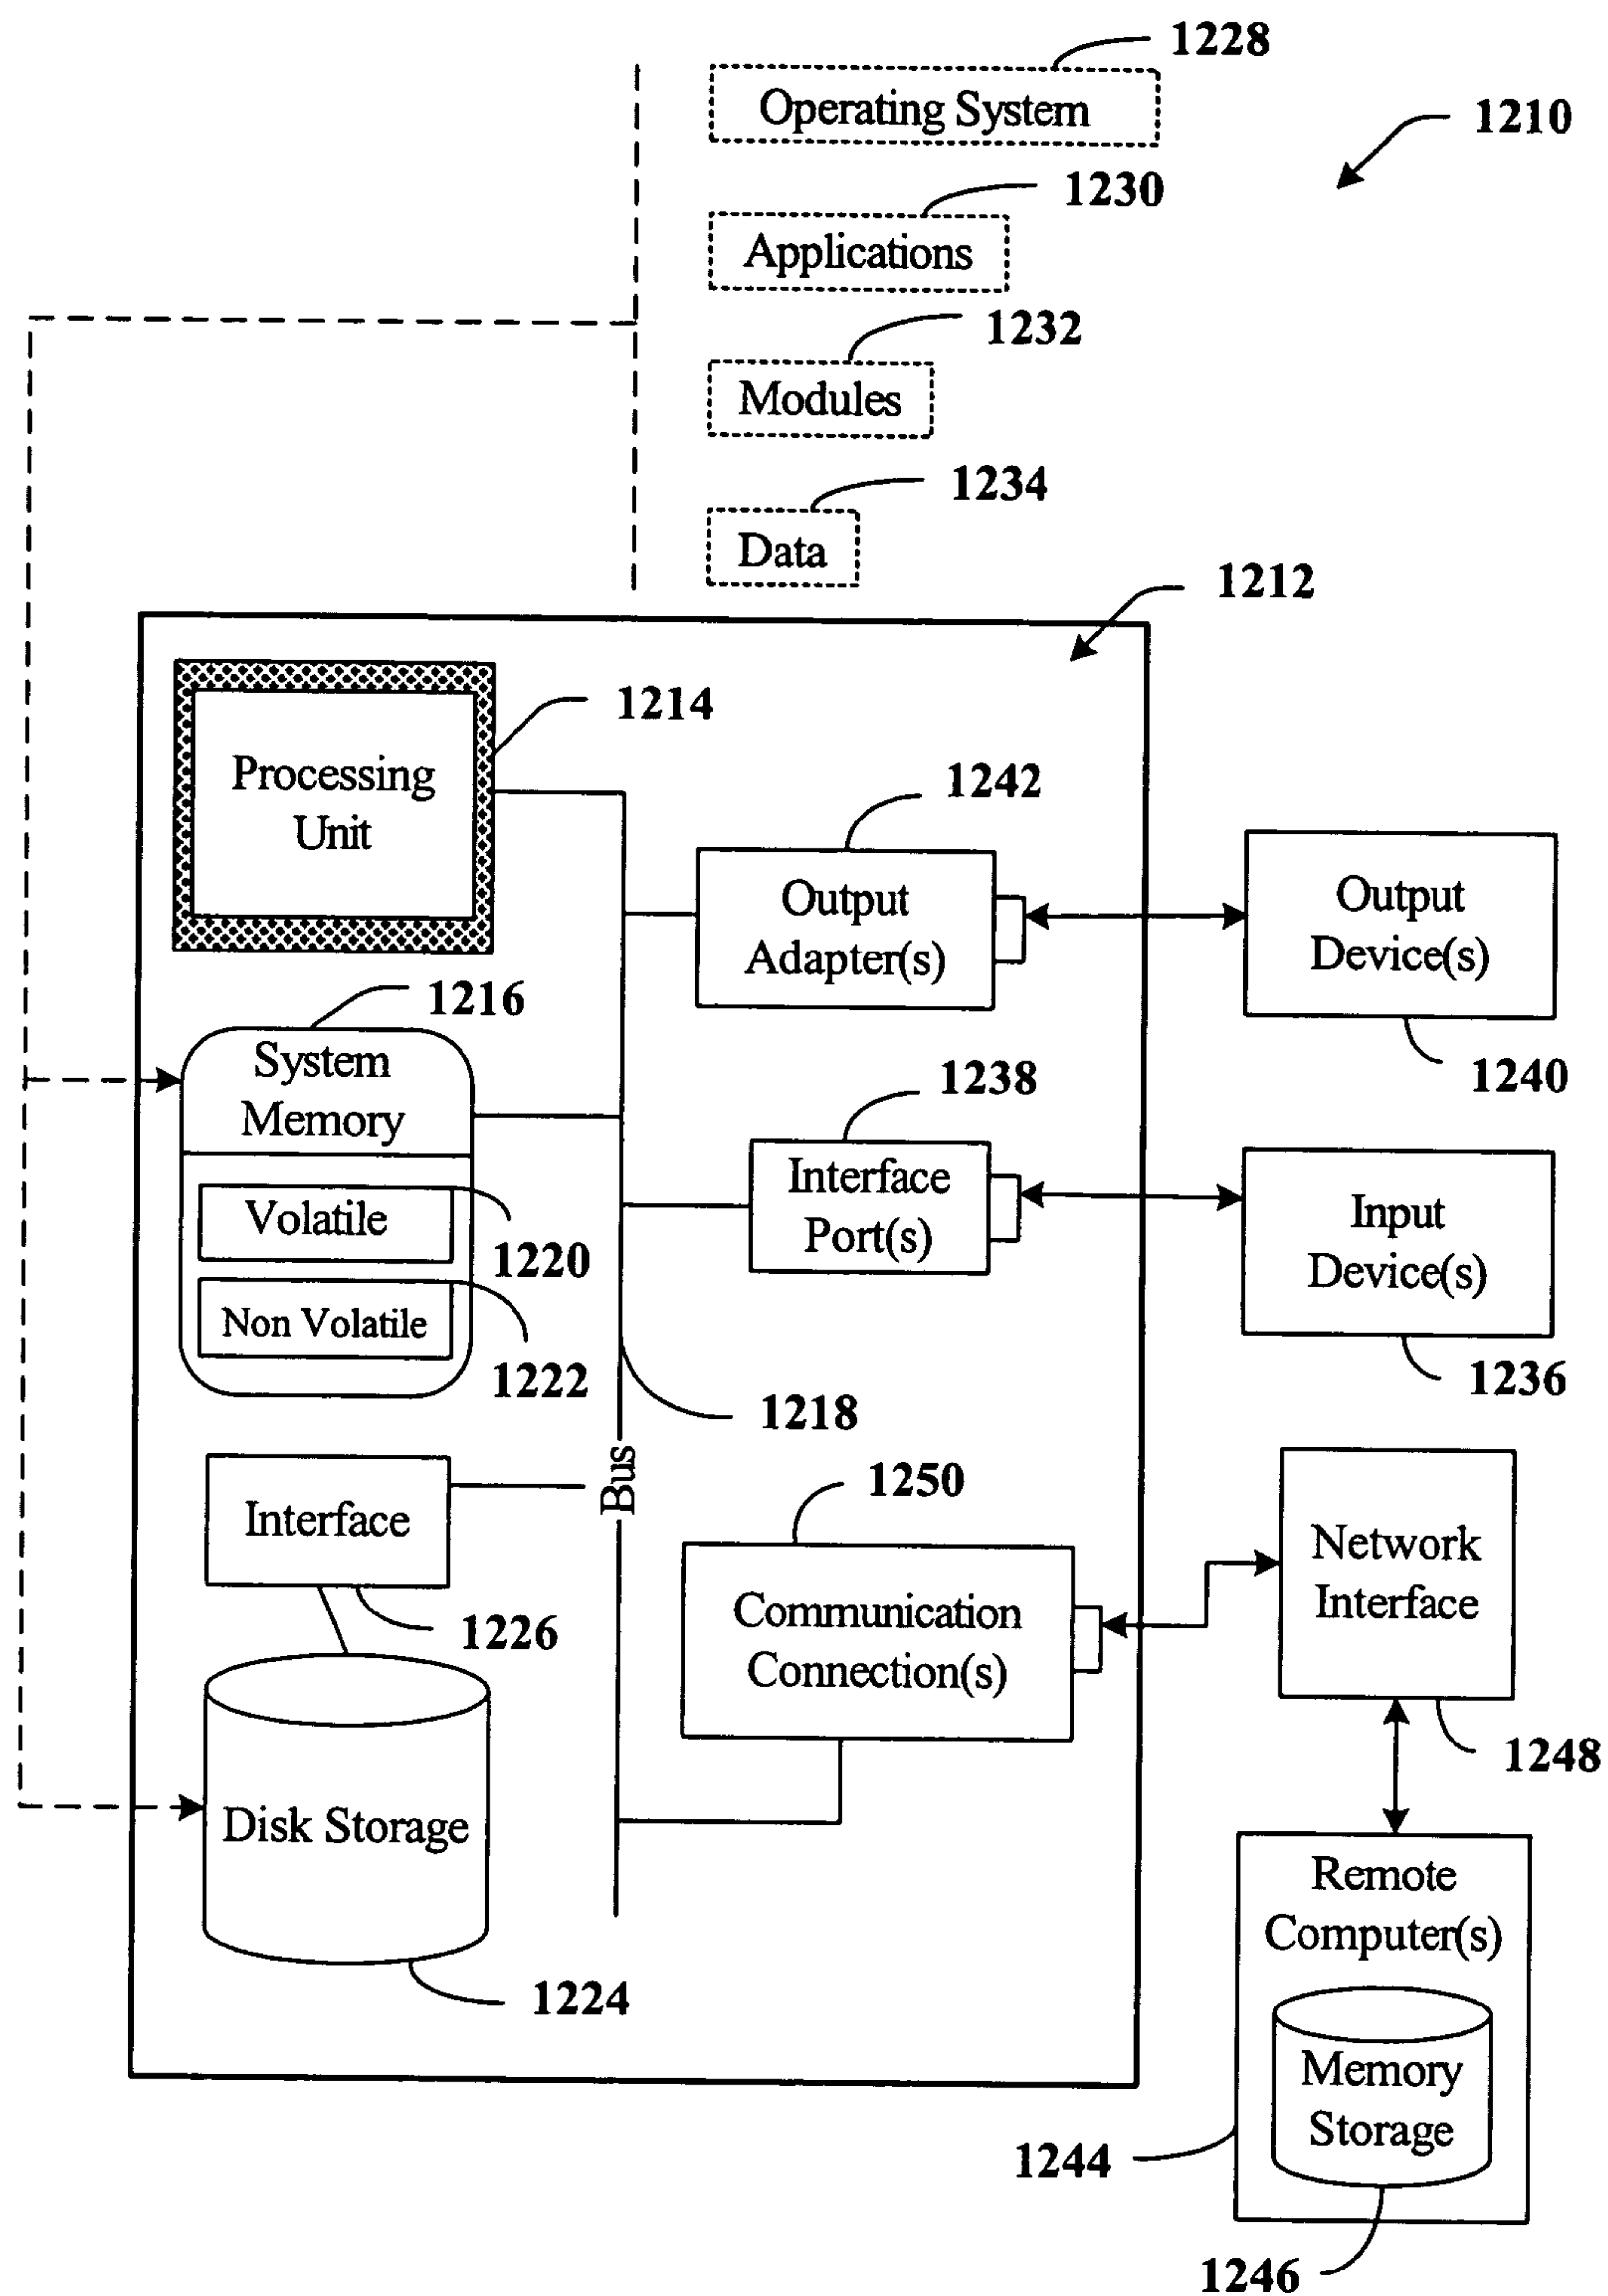 1228
Operating System
1210
1230
Applications
1232
Modules
1234
Data
1212
1214
Processing
Unit
1242
Output
Adapter(s)
Output
Device(s)
1240
1216
System
Memory
1238
Interface
Port(s)
Input
Device(s)
1236
Volatile
1220
Non Volatile
1222
1218
Bus
Interface
1226
1250
Communication
Connection(s)
Network
Interface
1248
Disk Storage
1224
Remote
Computer(s)
Memory
Storage
1244
1246